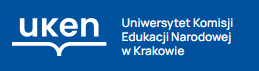 uken
Uniwersytet Komisji
Edukacji Narodowej
w Krakowie